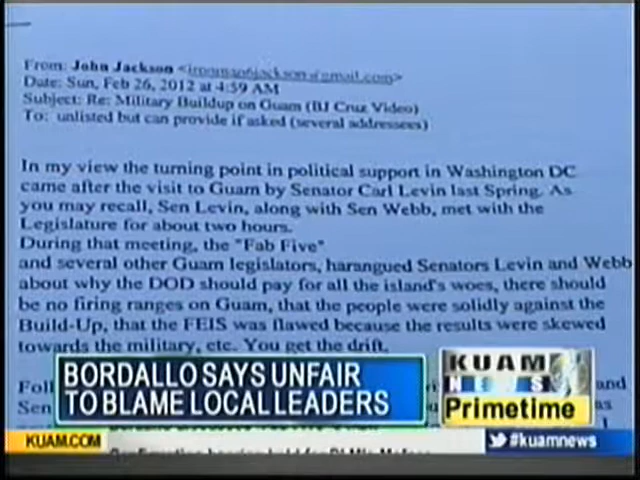 From: John Jackson
Date: Sun, Feb 26, 2012 at 4:59 AM
Subject: Re: Military Buildup on Guam (BJ Cruz Video)
To: unlisted but can provide if asked (several addressees)
In my view the turning point in political support in Washington DC
came after the visit to Guam by Senator Carl Levin last Spring. As
you may recall, Sen Levin, along with Sen Webb, met with the
Legislature for about two hours.
During that meeting, the "Fab Five"
and several other Guam legislators, harangued Senators Levin and Webb
about why the DOD should pay for all the island's woes, there should
be no firing ranges on Guam, that the people were solidly against the
Build-Up, that the FEIS was flawed because the results were skewed
towards the military, etc. You get the drift.
and
Sen
BORDALLO SAYS UNFAIR
TO BLAME LOCAL LEADERS
KUAM
NEWS
Primetime
KUAM.COM
#kuamnews